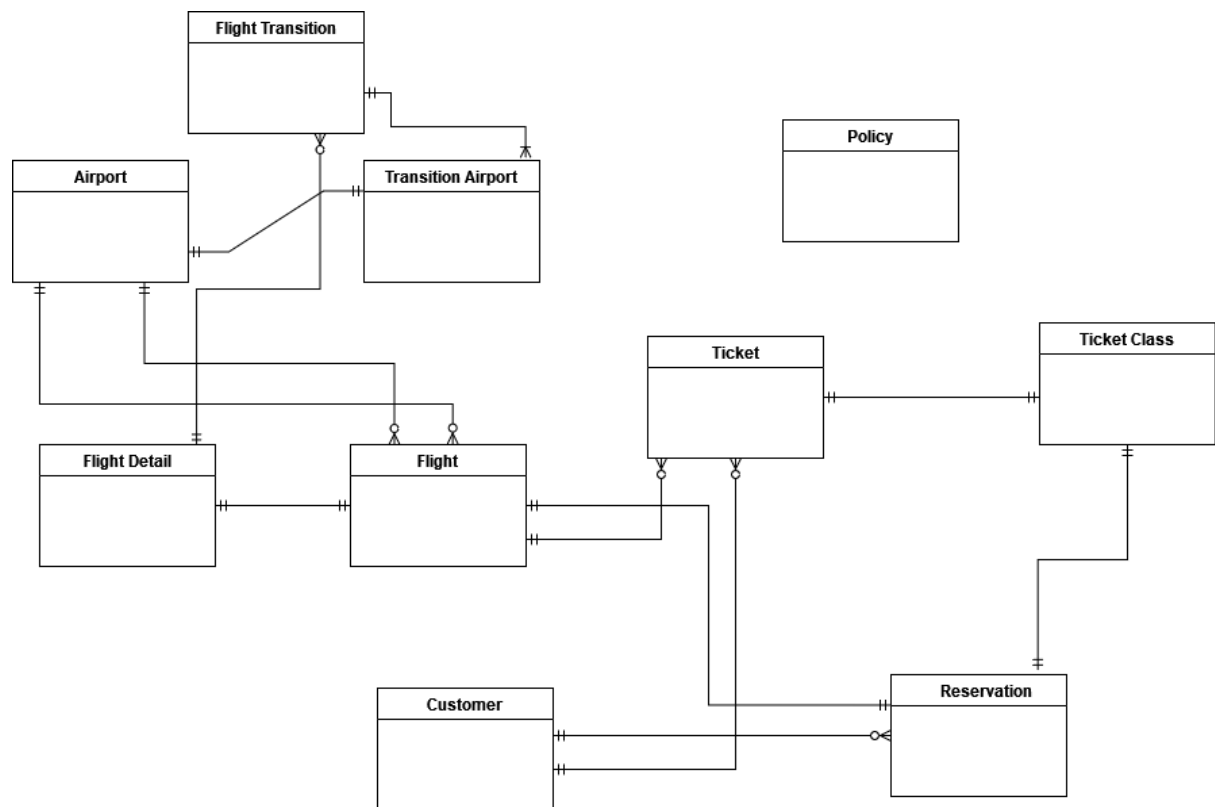 Flight Transition
Policy
Airport
Transition Airport
Ticket Class
Ticket
Flight Detail
Flight
Reservation
Customer